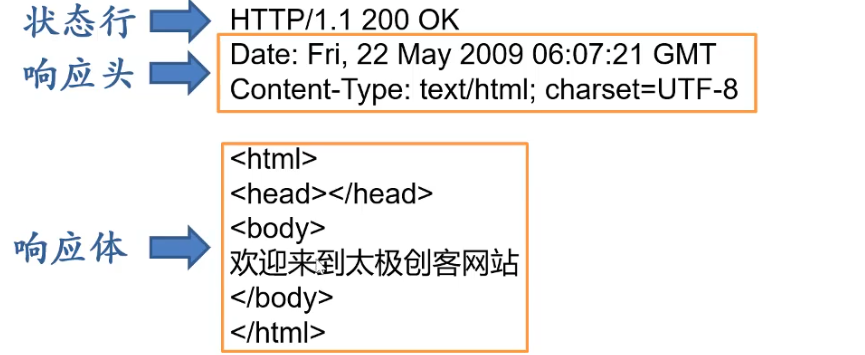 状态行 HTTP/1.1 200 OK
响应头 Date: Fri, 22 May 2009 06:07:21 GMT
Content-Type: text/html; charset=UTF-8
<html>
<head></head>
<body>
响应体 欢迎来到太极创客网站
</body>
</html>